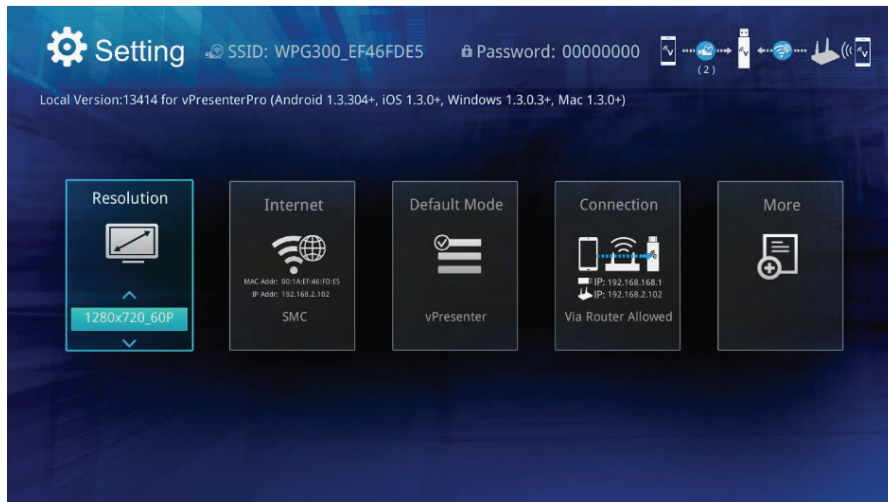 Setting
SSID: WPG300_EF46FDE5
Password: 00000000
(2)
Local Version:13414 for vPresenterPro (Android 1.3.304+, iOS 1.3.0+, Windows 1.3.0.3+, Mac 1.3.0+)
Resolution
1280x720_60P
Internet
MAC Addr: 00:1A:EF:46:FD:E5
IP Addr: 192.168.2.102
SMC
Default Mode
vPresenter
Connection
IP: 192.168.168.1
IP: 192.168.2.102
Via Router Allowed
More